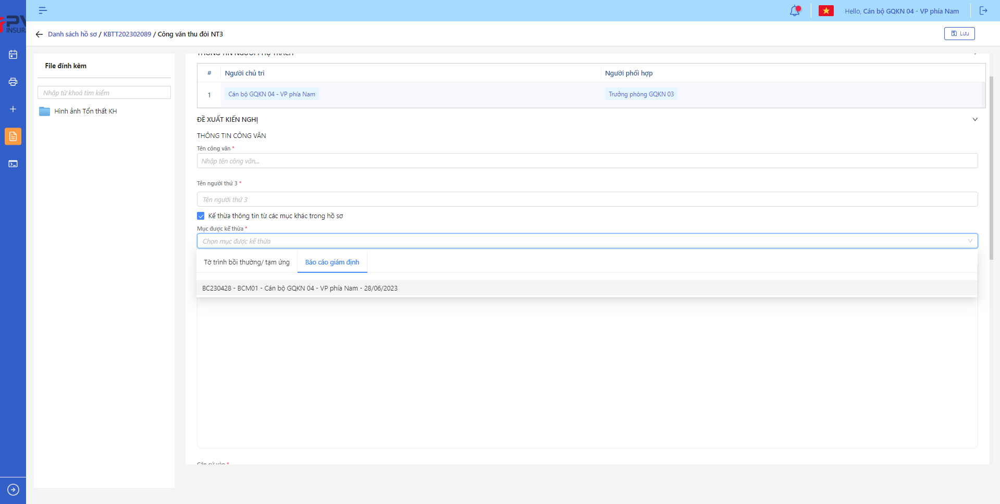 Hello, Cán bộ GQKN 04 - VP phía Nam
INSURA
Danh sách hồ sơ / KBTT202302089 / Công văn thu đòi NT3
Lưu
File đính kèm
Nhập từ khoá tìm kiếm
Hình ảnh Tổn thất KH
# Người chủ trì Người phối hợp
1 Cán bộ GQKN 04 - VP phía Nam Trưởng phòng GQKN 03
ĐỀ XUẤT KIẾN NGHỊ
THÔNG TIN CÔNG VĂN
Tên công văn *
Nhập tên công văn...
Tên người thứ 3 *
Tên người thứ 3
Kế thừa thông tin từ các mục khác trong hồ sơ
Mục được kế thừa *
Chọn mục được kế thừa
Tờ trình bồi thường/ tạm ứng Báo cáo giám định
BC230428 - BCM01 - Cán bộ GQKN 04 - VP phía Nam - 28/06/2023